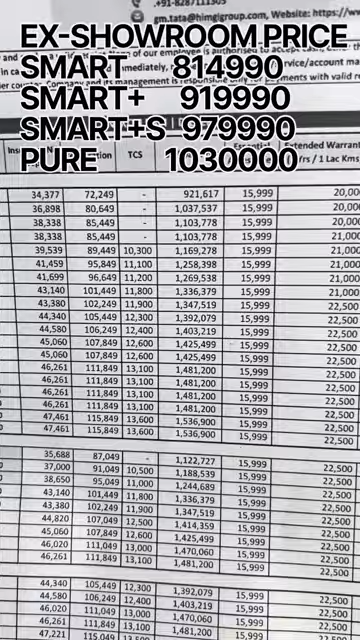 +91-8287111303
gm.tata@himgigroup.com, Website: https://ww
EX-SHOWROOM PRICE
SMART 814990
SMART+ 919990
SMART+S 979990
PURE 1030000
TCS Extended Warrant
34,377 72,249 - 921,617 15,999 20,00
36,898 80,649 - 1,037,537 15,999 20,00
38,338 85,449 - 1,103,778 15,999 20,00
38,338 85,449 - 1,103,778 15,999 21,00
39,539 89,449 10,300 1,169,278 15,999 21,00
41,459 95,849 11,100 1,258,398 15,999 21,00
41,699 96,649 11,200 1,269,538 15,999 21,00
43,140 101,449 11,800 1,336,379 15,999 21,00
43,380 102,249 11,900 1,347,519 15,999 22,50
44,340 105,449 12,300 1,392,079 15,999 22,500
44,580 106,249 12,400 1,403,219 15,999 22,500
45,060 107,849 12,600 1,425,499 15,999 22,500
45,060 107,849 12,600 1,425,499 15,999 22,500
46,261 111,849 13,100 1,481,200 15,999 22,500
46,261 111,849 13,100 1,481,200 15,999 22,500
46,261 111,849 13,100 1,481,200 15,999 22,500
46,261 111,849 13,100 1,481,200 15,999 22,500
47,461 115,849 13,600 1,536,900 15,999 22,500
47,461 115,849 13,600 1,536,900 15,999 22,500
35,688 87,049 - 1,122,727 15,999 22,500
37,000 91,049 10,500 1,188,539 15,999 22,500
38,650 95,049 11,000 1,244,689 15,999 22,500
43,140 101,449 11,800 1,336,379 15,999 22,500
43,380 102,249 11,900 1,347,519 15,999 22,500
44,820 107,049 12,500 1,414,359 15,999 22,500
45,060 107,849 12,600 1,425,499 15,999 22,500
46,020 111,049 13,000 1,470,060 15,999 22,500
46,261 111,849 13,100 1,481,200 15,999 22,500
44,340 105,449 12,300 1,392,079 15,999 22,500
44,580 106,249 12,400 1,403,219 15,999 22,500
46,020 111,049 13,000 1,470,060 15,999 22,500
46,261 111,849 13,100 1,481,200 15,999 22,500
47,221 115,049